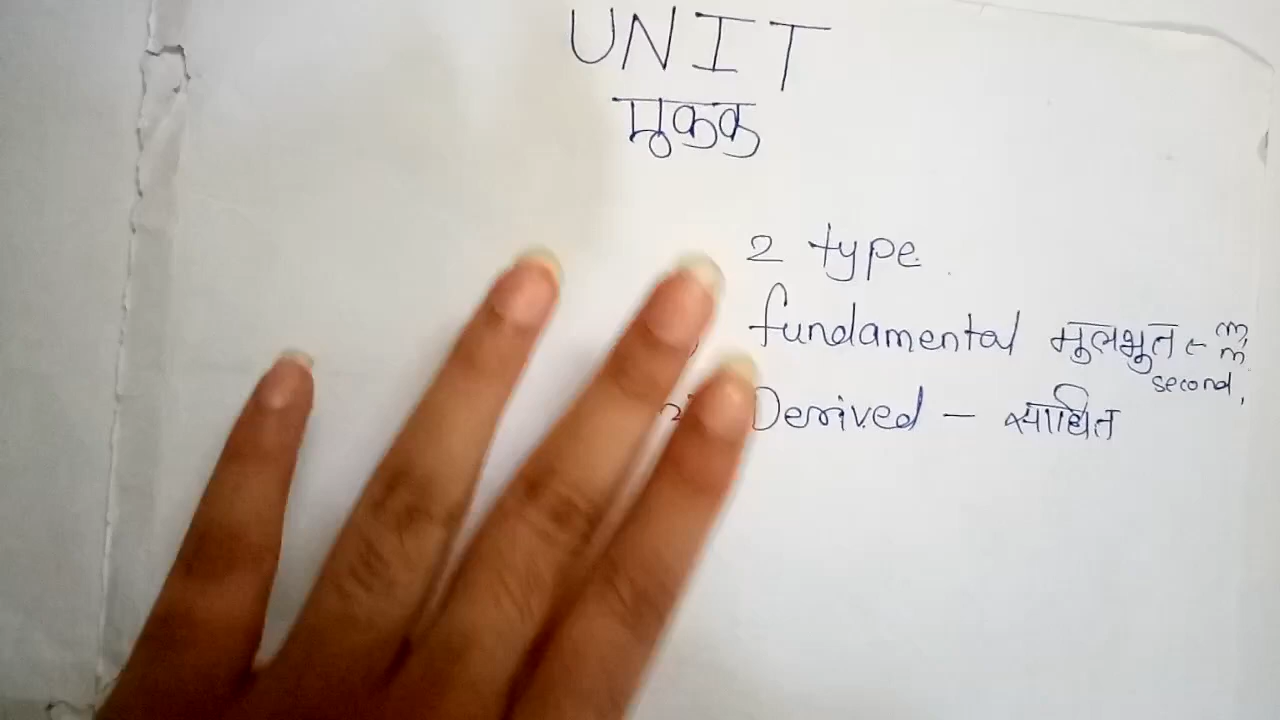 UNIT
मूकक
2 type
fundamental मूलभूत - m, m
second,
Derived - साधित